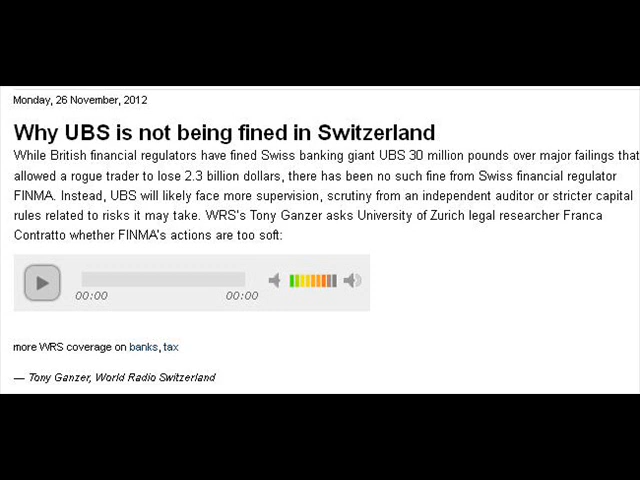 Monday, 26 November, 2012
Why UBS is not being fined in Switzerland
While British financial regulators have fined Swiss banking giant UBS 30 million pounds over major failings that
allowed a rogue trader to lose 2.3 billion dollars, there has been no such fine from Swiss financial regulator
FINMA. Instead, UBS will likely face more supervision, scrutiny from an independent auditor or stricter capital
rules related to risks it may take. WRS's Tony Ganzer asks University of Zurich legal researcher Franca
Contratto whether FINMA's actions are too soft:
00:00 00:00
more WRS coverage on banks, tax
— Tony Ganzer, World Radio Switzerland